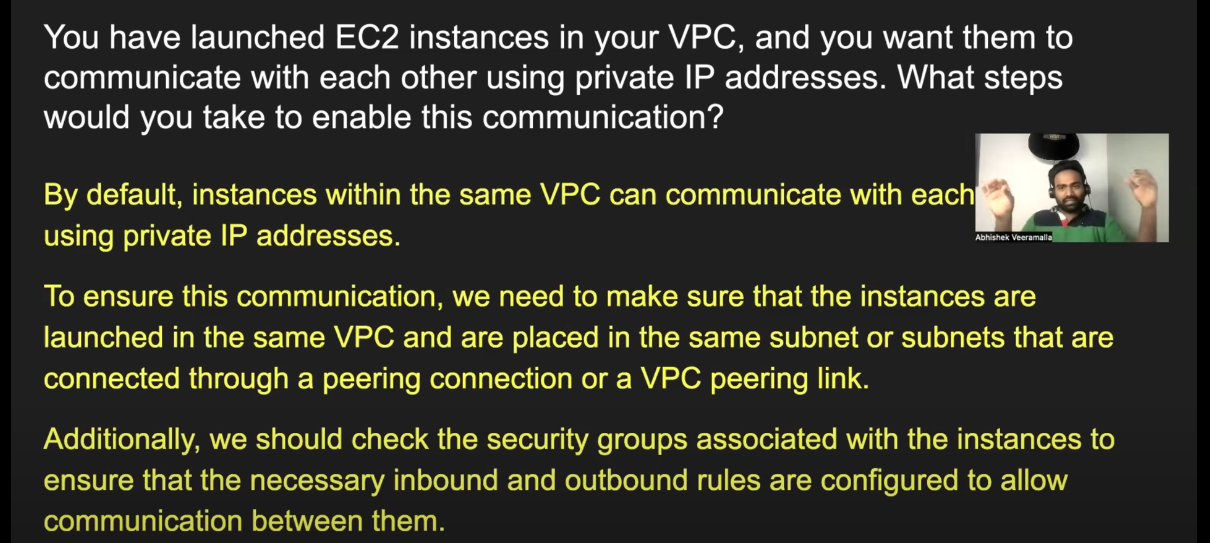 You have launched EC2 instances in your VPC, and you want them to
communicate with each other using private IP addresses. What steps
would you take to enable this communication?
By default, instances within the same VPC can communicate with each
using private IP addresses.
Abhishek Veeramalla
To ensure this communication, we need to make sure that the instances are
launched in the same VPC and are placed in the same subnet or subnets that are
connected through a peering connection or a VPC peering link.
Additionally, we should check the security groups associated with the instances to
ensure that the necessary inbound and outbound rules are configured to allow
communication between them.